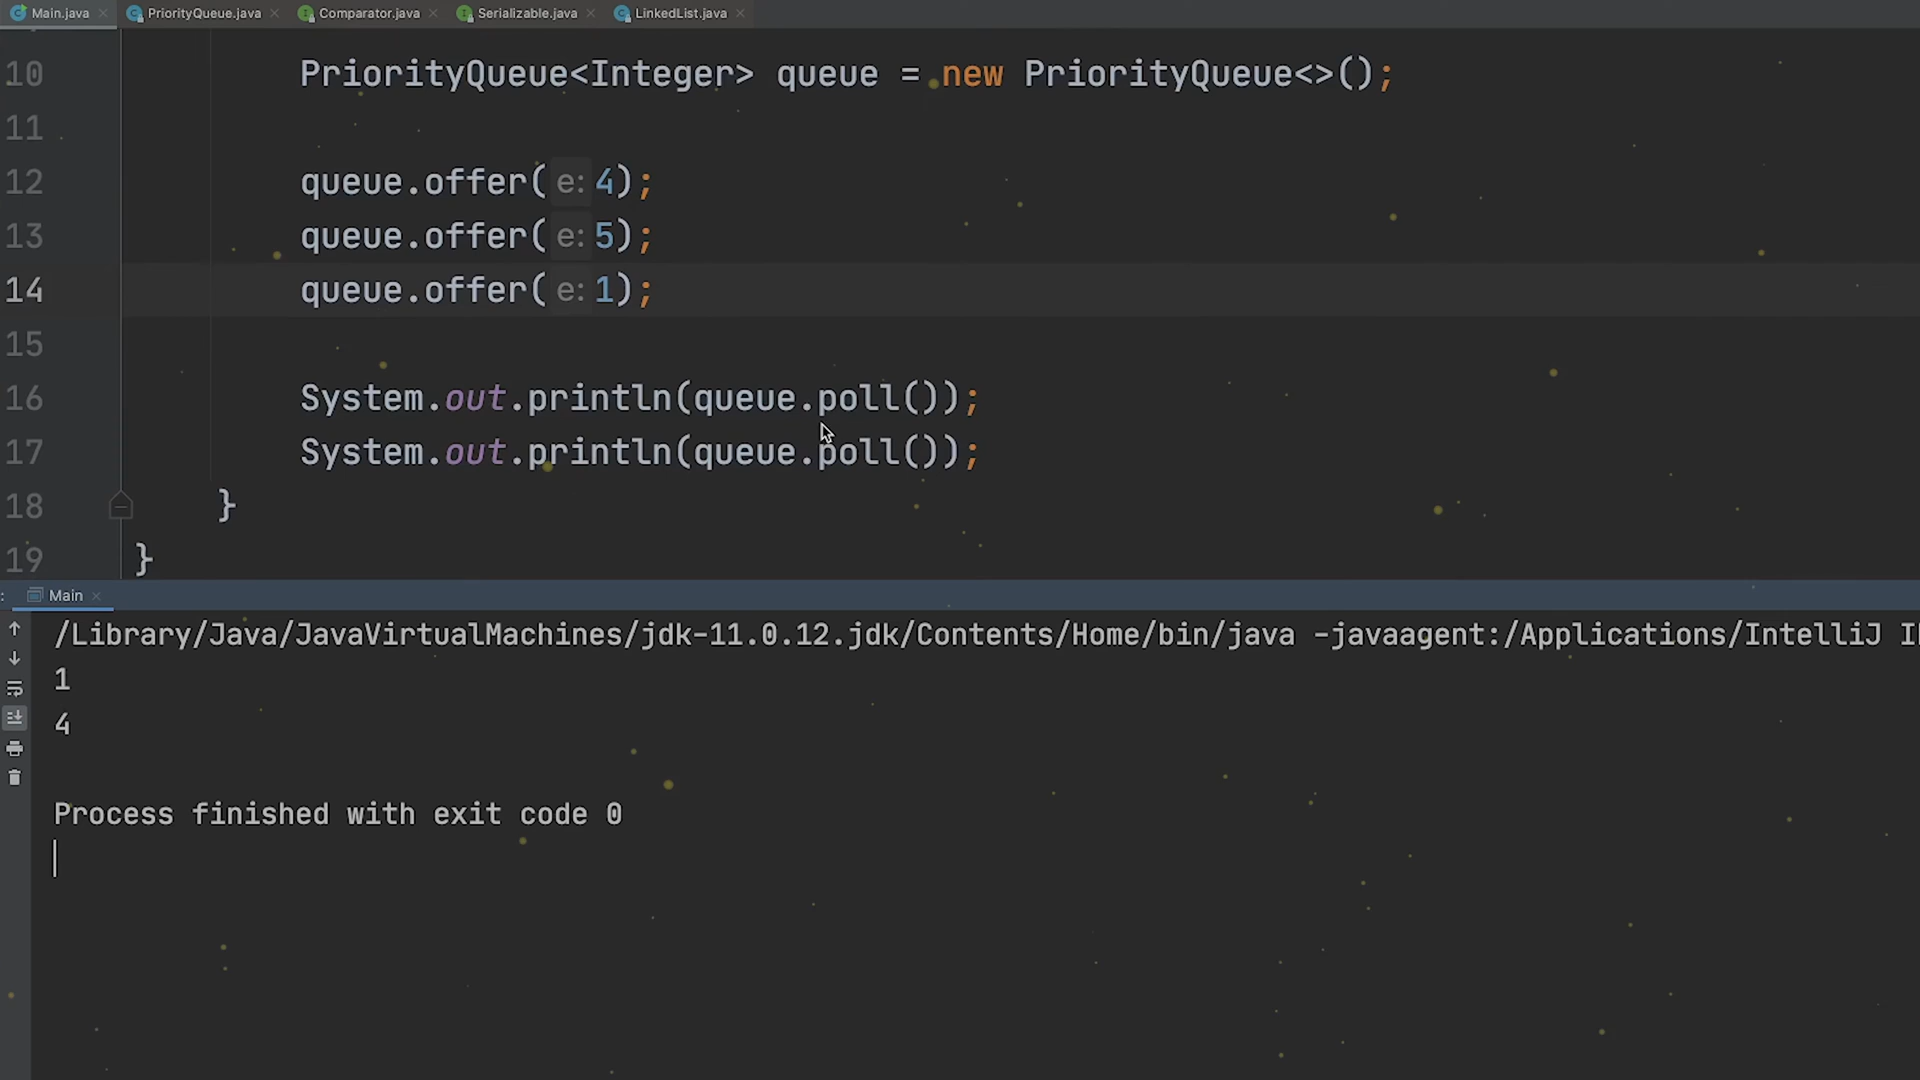 Main.java PriorityQueue.java Comparator.java Serializable.java LinkedList.java
10 PriorityQueue<Integer> queue = new PriorityQueue<>();
11
12 queue.offer( e: 4);
13 queue.offer( e: 5);
14 queue.offer( e: 1);
15
16 System.out.println(queue.poll());
17 System.out.println(queue.poll());
18 }
19 }
: Main
/Library/Java/JavaVirtualMachines/jdk-11.0.12.jdk/Contents/Home/bin/java -javaagent:/Applications/IntelliJ
1
4
Process finished with exit code 0